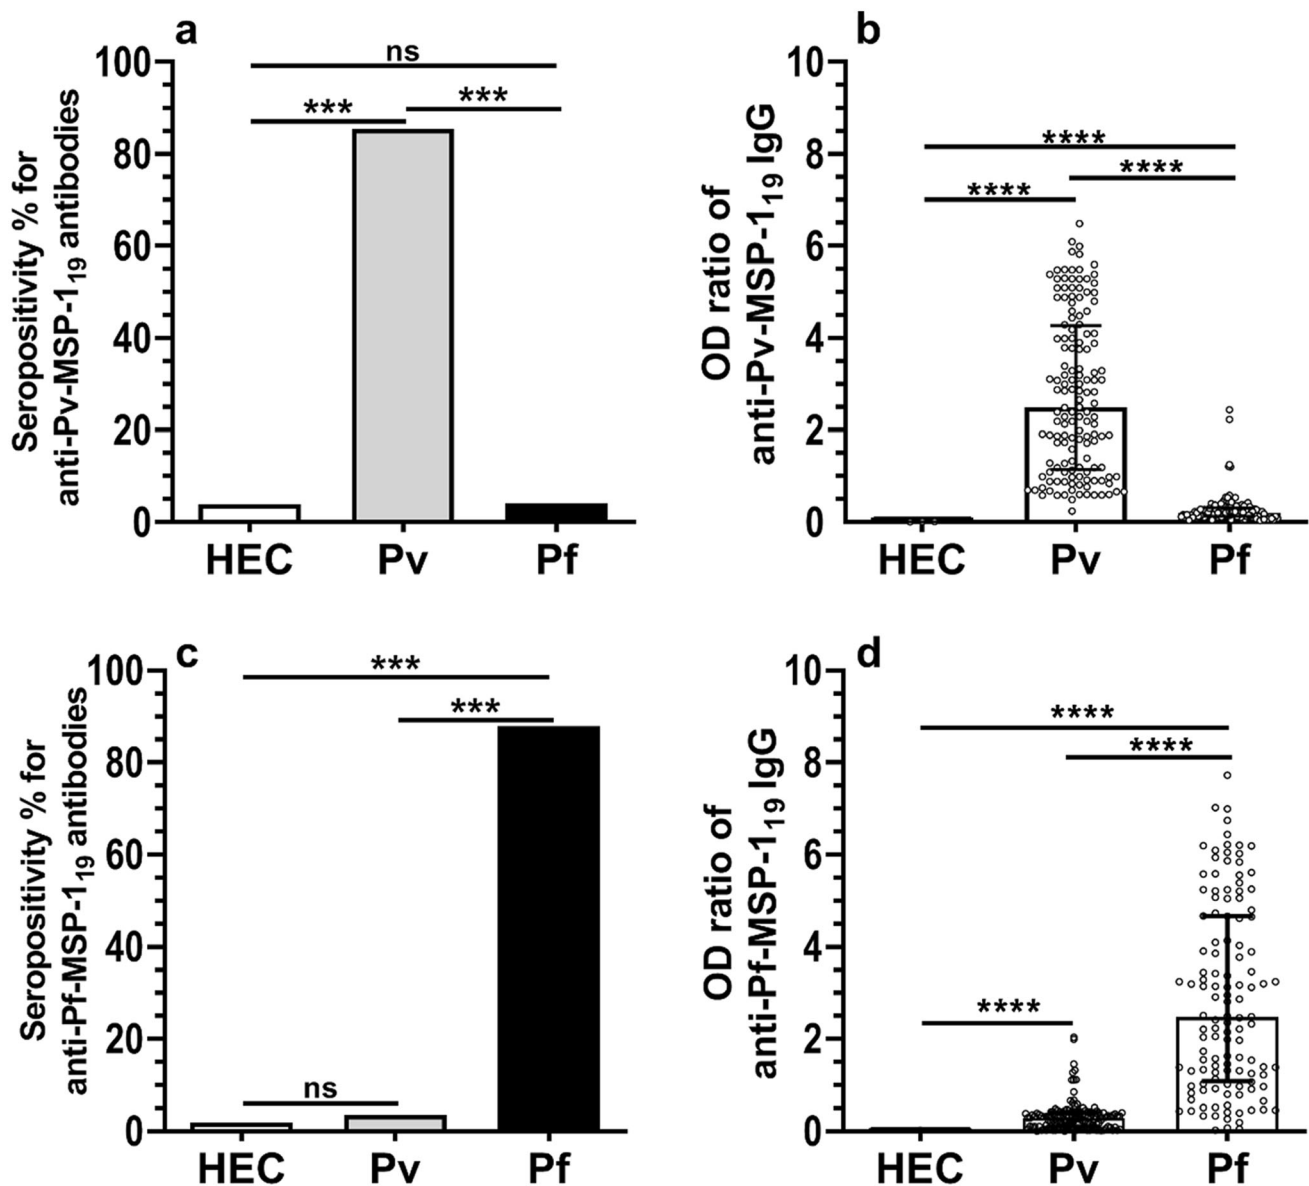 a
Seropositivity % for
anti-Pv-MSP-1₁₉ antibodies
100
80
60
40
20
0
ns
***
***
HEC
Pv
Pf
b
OD ratio of
anti-Pv-MSP-1₁₉ IgG
10
8
6
4
2
0
****
****
****
HEC
Pv
Pf
c
Seropositivity % for
anti-Pf-MSP-1₁₉ antibodies
100
80
60
40
20
0
***
***
ns
HEC
Pv
Pf
d
OD ratio of
anti-Pf-MSP-1₁₉ IgG
10
8
6
4
2
0
****
****
****
HEC
Pv
Pf